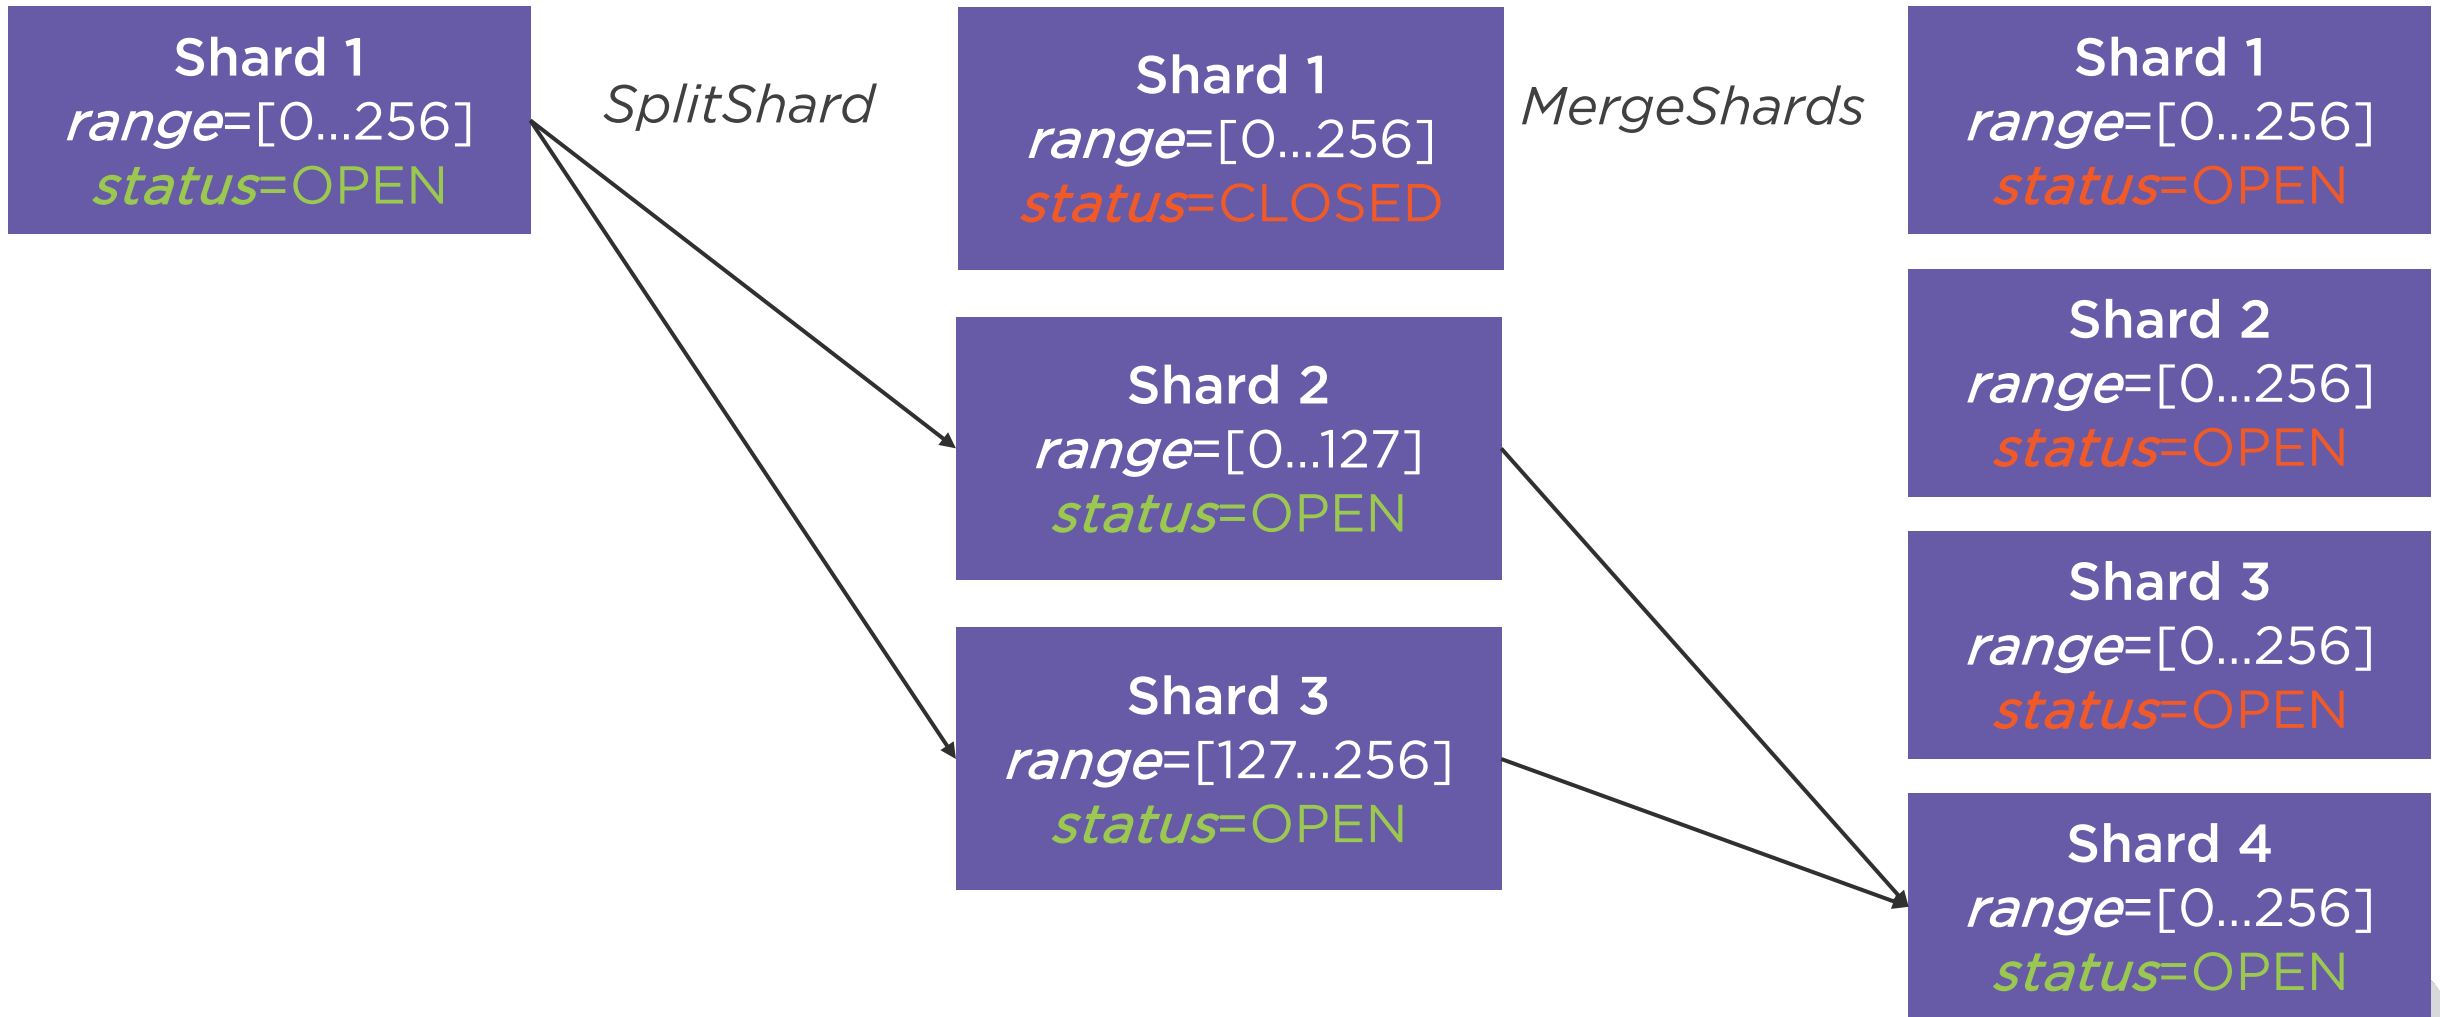 Shard 1
range=[0...256]
status=OPEN
SplitShard
Shard 1
range=[0...256]
status=CLOSED
Shard 2
range=[0...127]
status=OPEN
Shard 3
range=[127...256]
status=OPEN
MergeShards
Shard 1
range=[0...256]
status=OPEN
Shard 2
range=[0...256]
status=OPEN
Shard 3
range=[0...256]
status=OPEN
Shard 4
range=[0...256]
status=OPEN